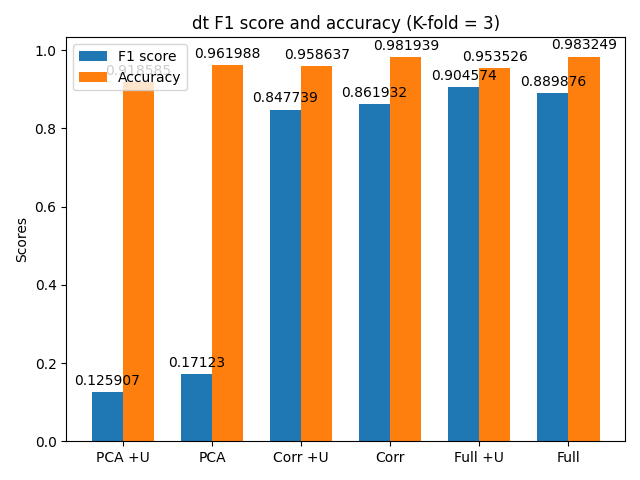 dt F1 score and accuracy (K-fold = 3)
F1 score
Accuracy
Scores
1.0
0.8
0.6
0.4
0.2
0.0
0.125907
0.918585
0.17123
0.961988
0.847739
0.958637
0.861932
0.981939
0.904574
0.953526
0.889876
0.983249
PCA +U
PCA
Corr +U
Corr
Full +U
Full